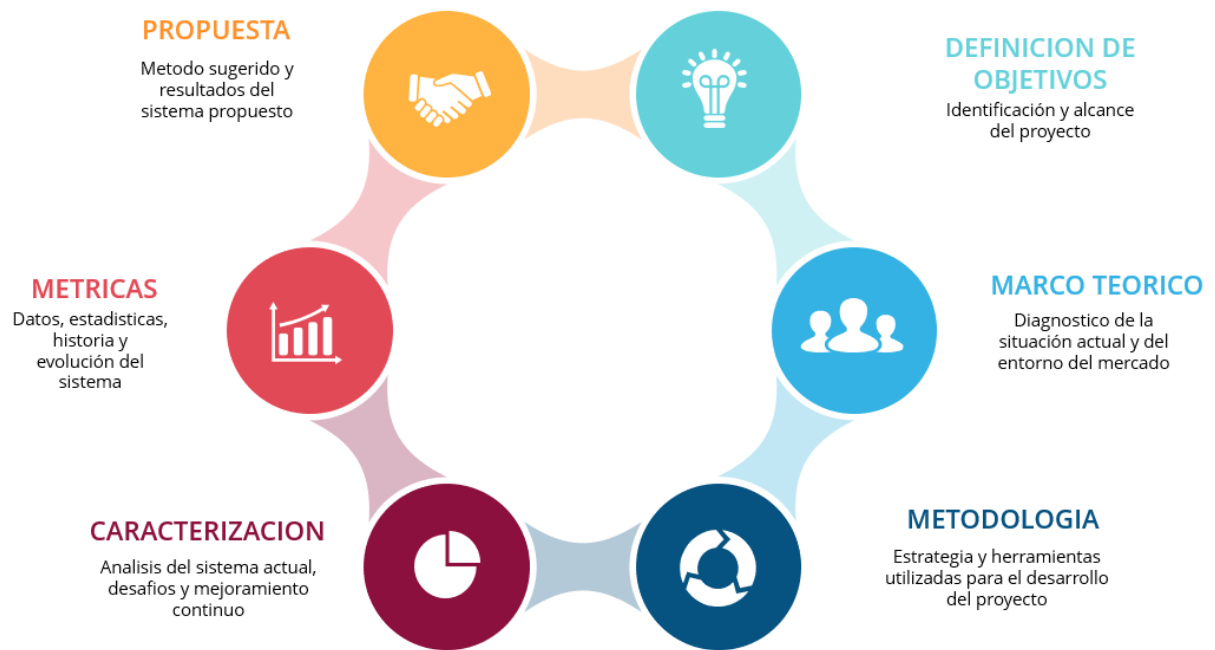 PROPUESTA
Metodo sugerido y
resultados del
sistema propuesto
DEFINICION DE
OBJETIVOS
Identificación y alcance
del proyecto
METRICAS
Datos, estadisticas,
historia y
evolución del
sistema
MARCO TEORICO
Diagnostico de la
situación actual y del
entorno del mercado
CARACTERIZACION
Analisis del sistema actual,
desafios y mejoramiento
continuo
METODOLOGIA
Estrategia y herramientas
utilizadas para el desarrollo
del proyecto